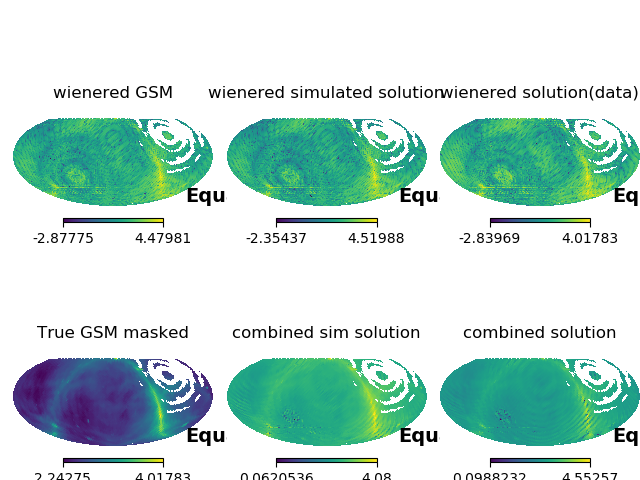 wienered GSM
wienered simulated solution
wienered solution(data)
Equ
Equ
Eq
-2.87775 4.47981
-2.35437 4.51988
-2.83969 4.01783
True GSM masked
combined sim solution
combined solution
Equ
Equ
Eq
2.24275 4.01783
0.0620536 4.08
0.0988232 4.55257